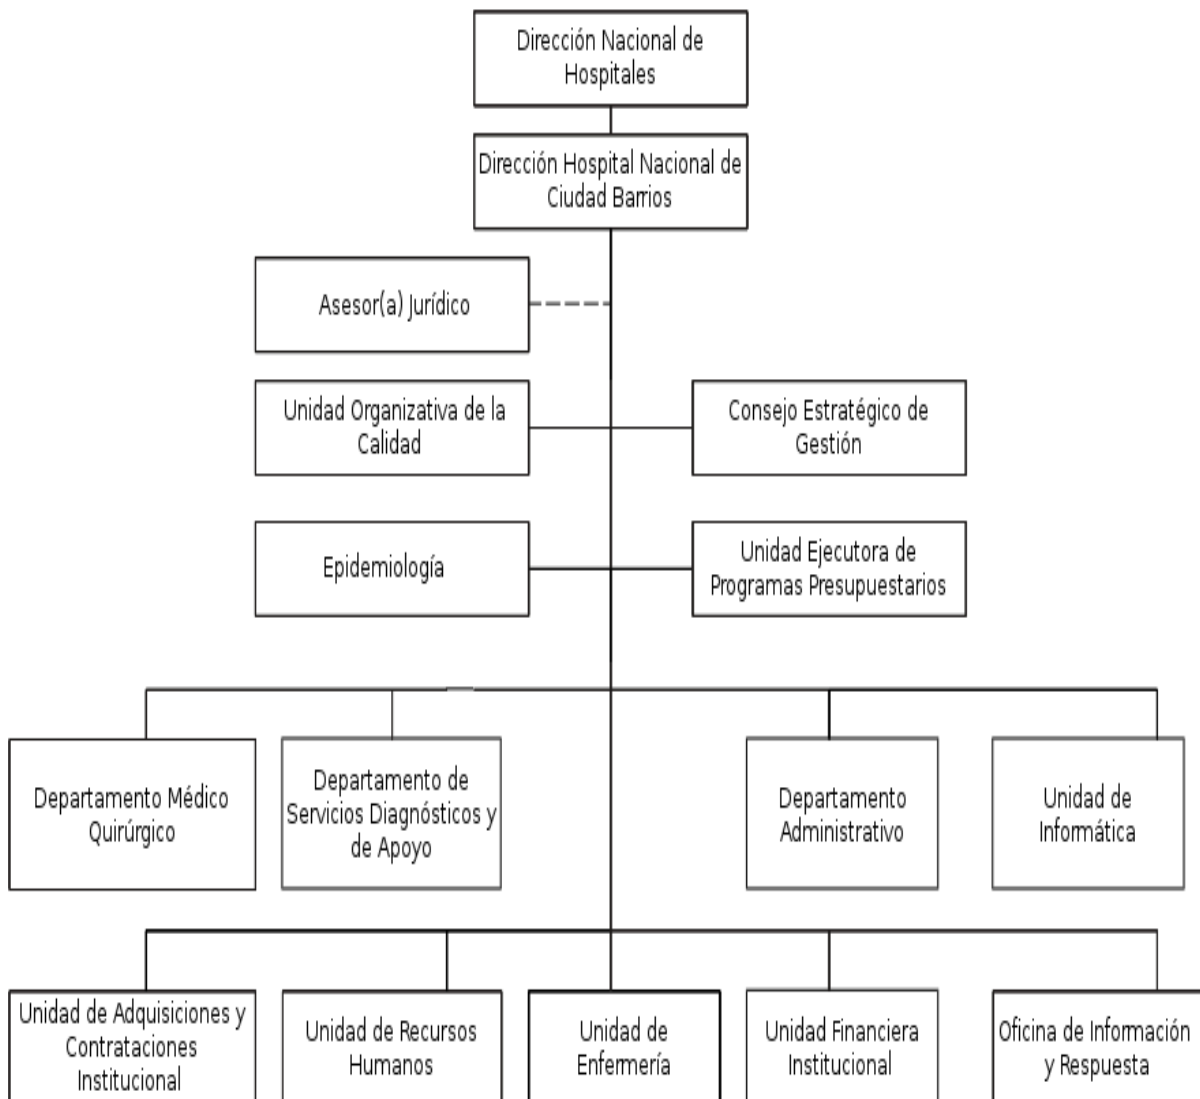 Dirección Nacional de
Hospitales
Dirección Hospital Nacional de
Ciudad Barrios
Asesor(a) Jurídico
Unidad Organizativa de la
Calidad
Consejo Estratégico de
Gestión
Epidemiología
Unidad Ejecutora de
Programas Presupuestarios
Departamento Médico
Quirúrgico
Departamento de
Servicios Diagnósticos y
de Apoyo
Departamento
Administrativo
Unidad de
Informática
Unidad de Adquisiciones y
Contrataciones
Institucional
Unidad de Recursos
Humanos
Unidad de
Enfermería
Unidad Financiera
Institucional
Oficina de Información
y Respuesta